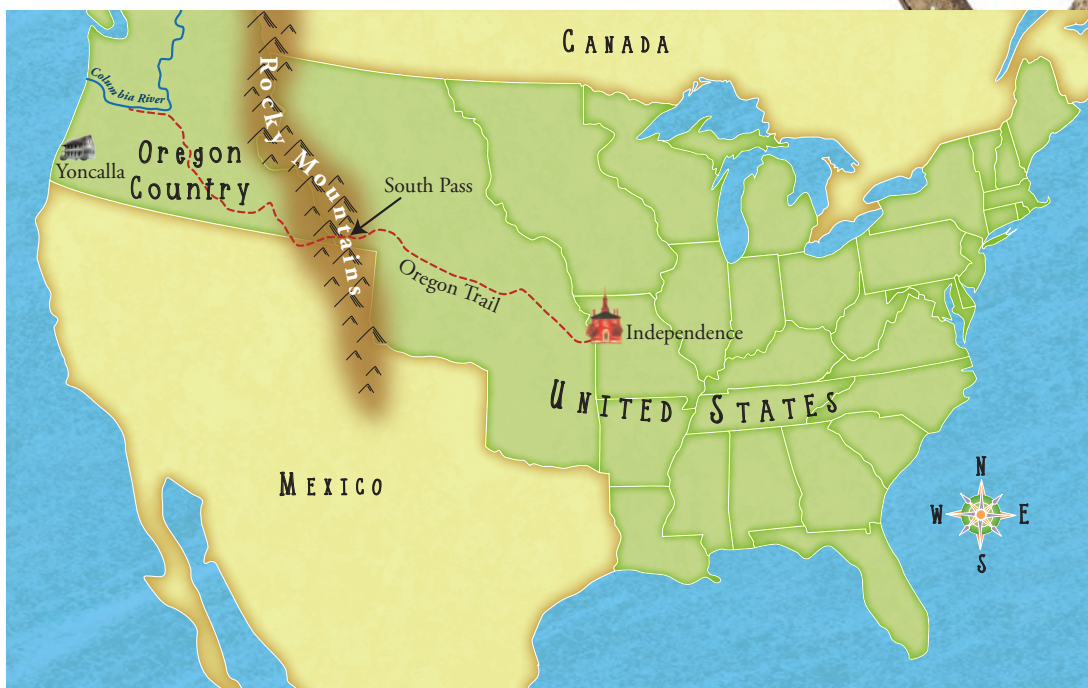 CANADA
Columbia River
Rocky Mountains
Oregon
Country
Yoncalla
South Pass
Oregon Trail
Independence
UNITED STATES
MEXICO
N
W E
S